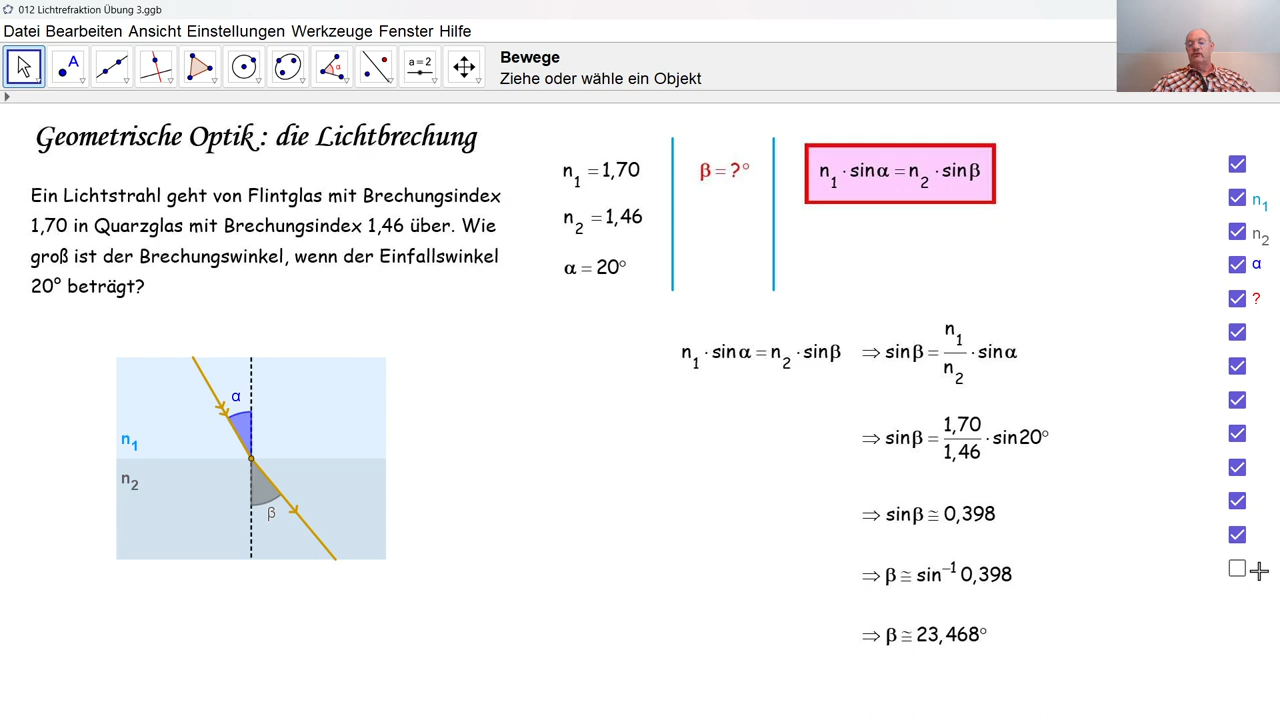 012 Lichtrefraktion Übung 3.ggb
Datei Bearbeiten Ansicht Einstellungen Werkzeuge Fenster Hilfe
A
α
a=2
Bewege
Ziehe oder wähle ein Objekt
Geometrische Optik : die Lichtbrechung
Ein Lichtstrahl geht von Flintglas mit Brechungsindex
1,70 in Quarzglas mit Brechungsindex 1,46 über. Wie
groß ist der Brechungswinkel, wenn der Einfallswinkel
20° beträgt?
n₁ = 1,70
n₂ = 1,46
α = 20°
β = ?°
n₁ · sinα = n₂ · sinβ
n₁
n₂
α
?
α
n₁
n₂
β
n₁ · sinα = n₂ · sinβ ⇒ sinβ = n₁/n₂ · sinα
⇒ sinβ = 1,70/1,46 · sin20°
⇒ sinβ ≅ 0,398
⇒ β ≅ sin⁻¹ 0,398
⇒ β ≅ 23,468°